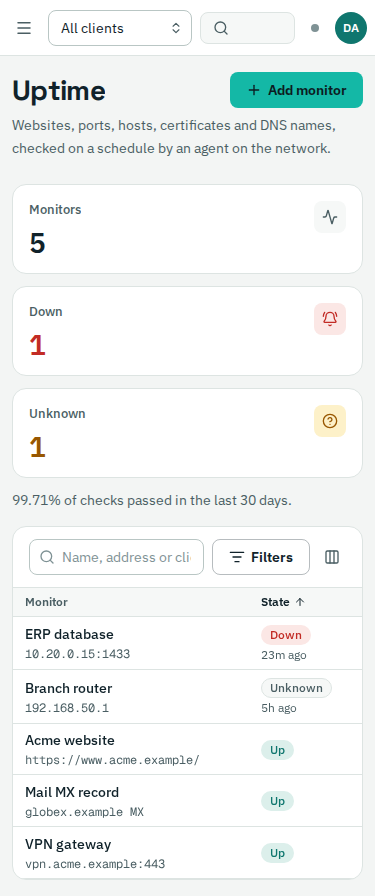 All clients
DA
Uptime
Add monitor
Websites, ports, hosts, certificates and DNS names,
checked on a schedule by an agent on the network.
Monitors
5
Down
1
Unknown
1
99.71% of checks passed in the last 30 days.
Name, address or cli
Filters
Monitor State
ERP database Down
10.20.0.15:1433 23m ago
Branch router Unknown
192.168.50.1 5h ago
Acme website
https://www.acme.example/ Up
Mail MX record
globex.example MX Up
VPN gateway
vpn.acme.example:443 Up